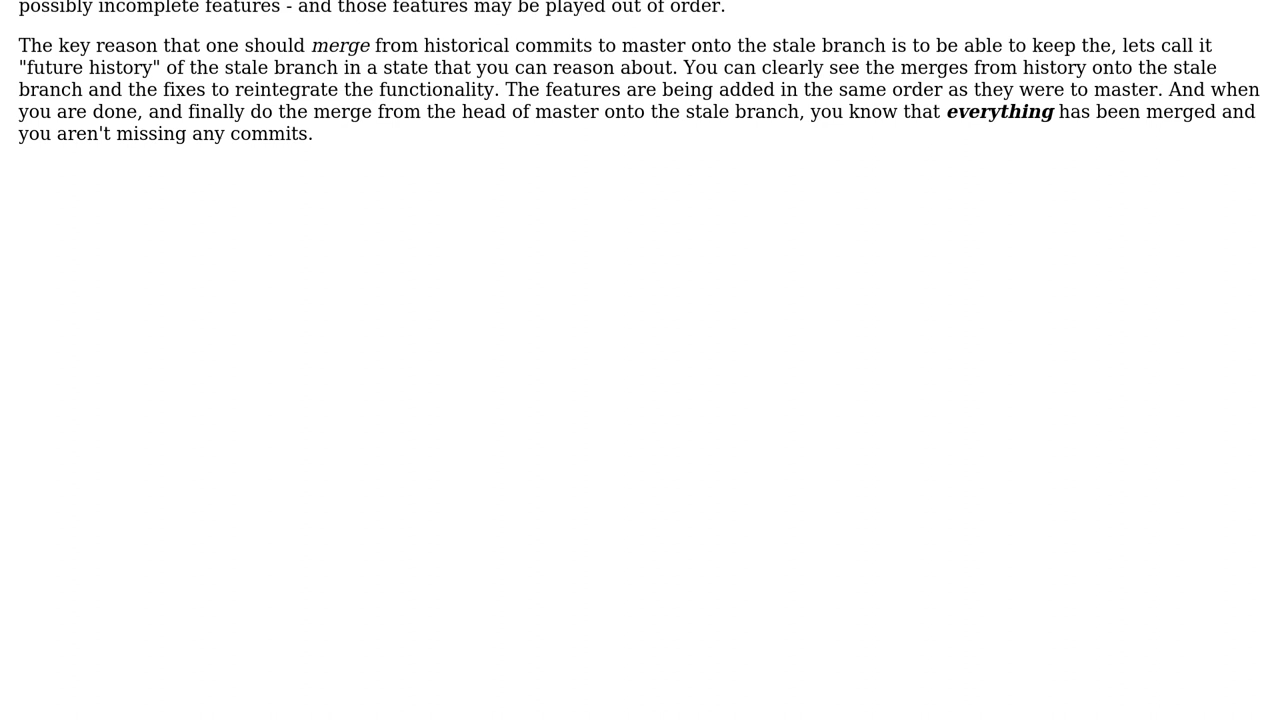 possibly incomplete features - and those features may be played out of order.
The key reason that one should merge from historical commits to master onto the stale branch is to be able to keep the, lets call it
"future history" of the stale branch in a state that you can reason about. You can clearly see the merges from history onto the stale
branch and the fixes to reintegrate the functionality. The features are being added in the same order as they were to master. And when
you are done, and finally do the merge from the head of master onto the stale branch, you know that everything has been merged and
you aren't missing any commits.